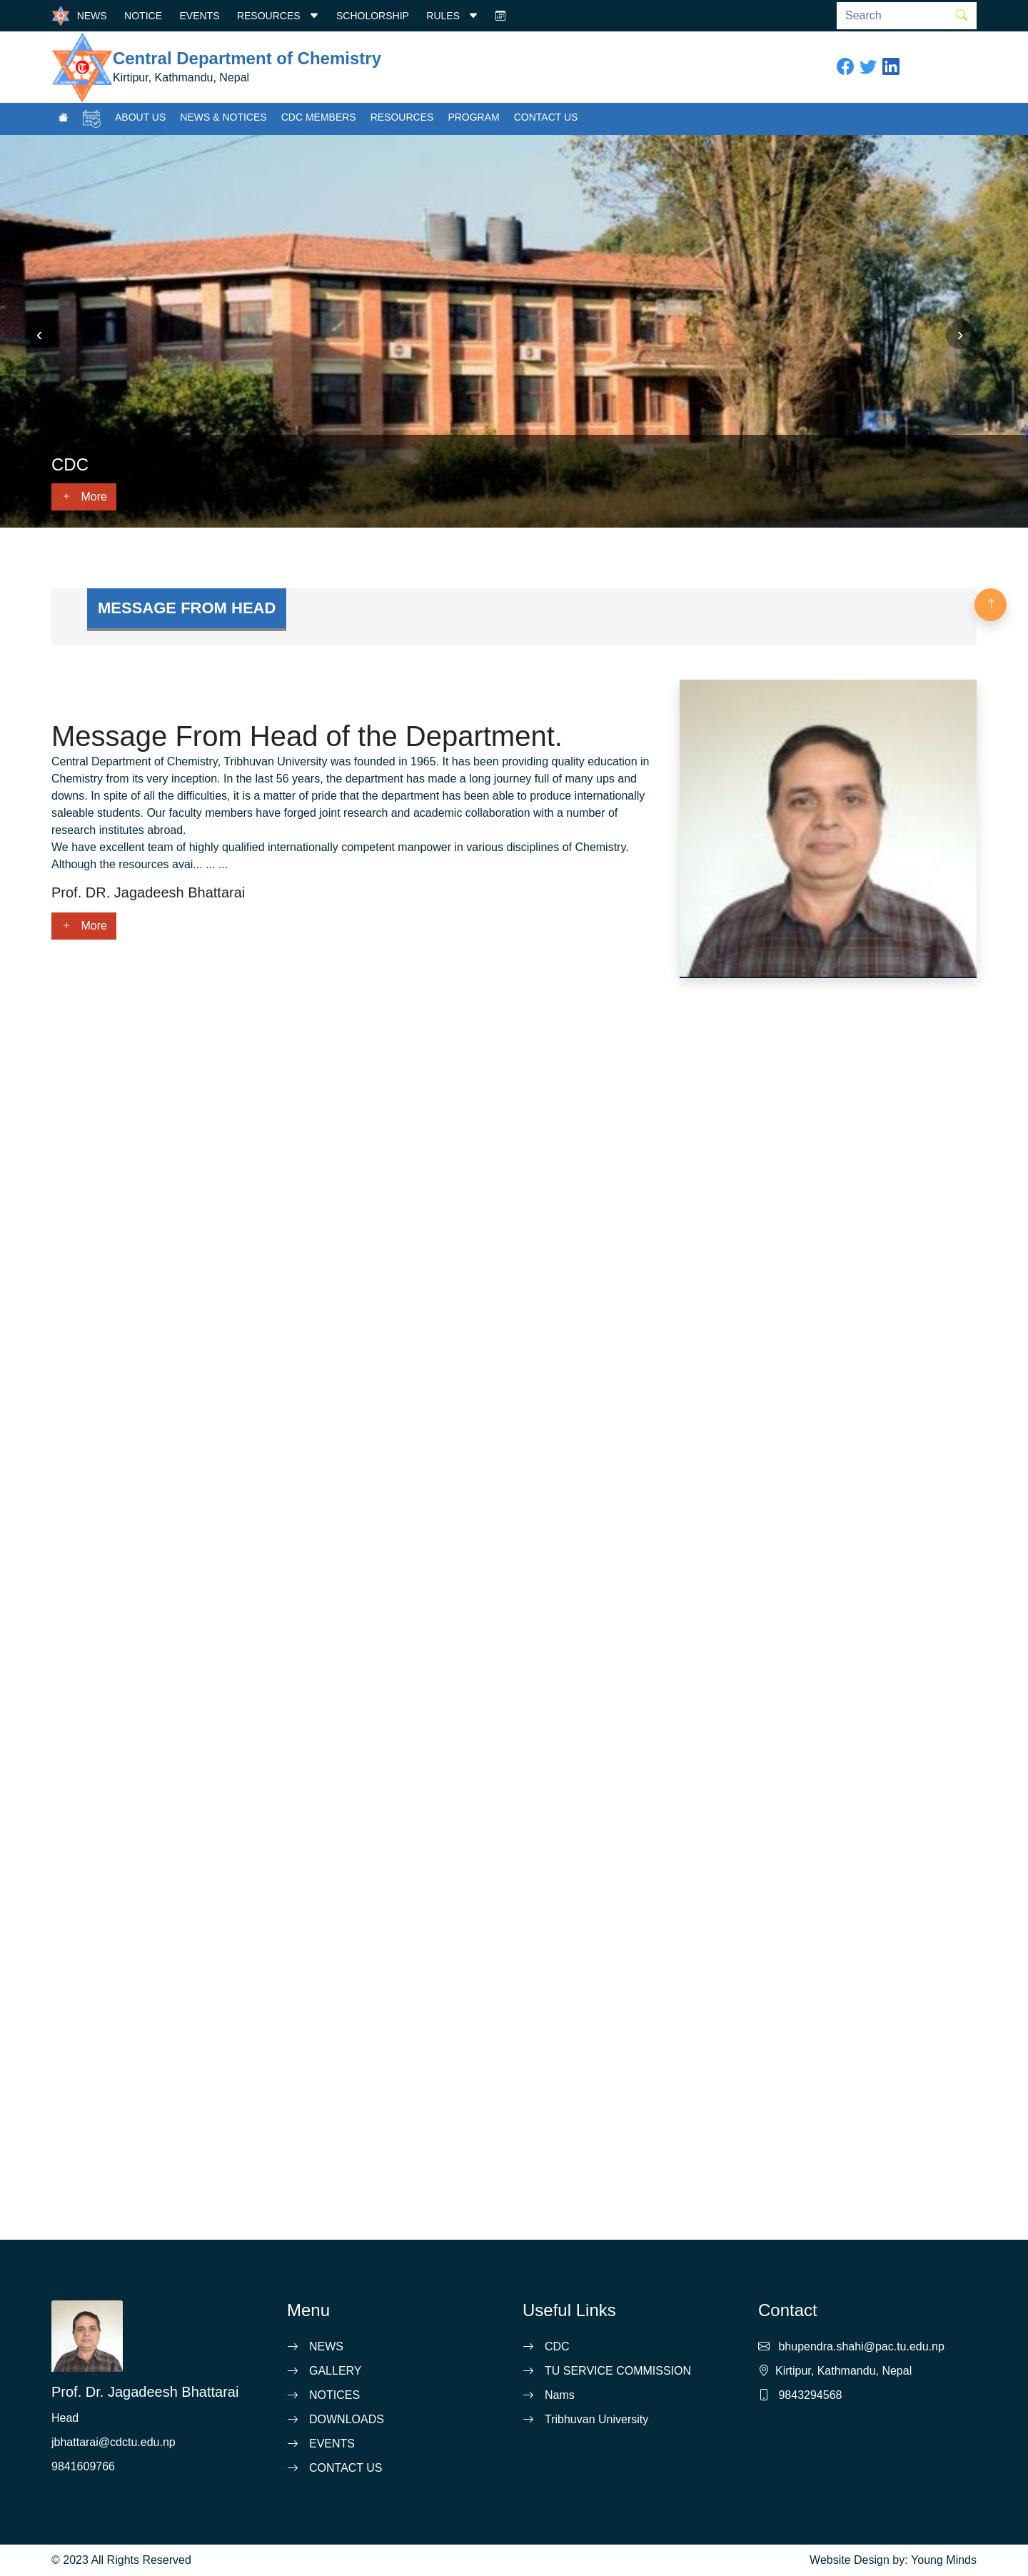 NEWS NOTICE EVENTS RESOURCES SCHOLORSHIP RULES Search
Central Department of Chemistry
Kirtipur, Kathmandu, Nepal
ABOUT US NEWS & NOTICES CDC MEMBERS RESOURCES PROGRAM CONTACT US
‹ ›
CDC
+ More
MESSAGE FROM HEAD
Message From Head of the Department.
Central Department of Chemistry, Tribhuvan University was founded in 1965. It has been providing quality education in
Chemistry from its very inception. In the last 56 years, the department has made a long journey full of many ups and
downs. In spite of all the difficulties, it is a matter of pride that the department has been able to produce internationally
saleable students. Our faculty members have forged joint research and academic collaboration with a number of
research institutes abroad.
We have excellent team of highly qualified internationally competent manpower in various disciplines of Chemistry.
Although the resources avai... ... ...
Prof. DR. Jagadeesh Bhattarai
+ More
Prof. Dr. Jagadeesh Bhattarai
Head
jbhattarai@cdctu.edu.np
9841609766
Menu
NEWS
GALLERY
NOTICES
DOWNLOADS
EVENTS
CONTACT US
Useful Links
CDC
TU SERVICE COMMISSION
Nams
Tribhuvan University
Contact
bhupendra.shahi@pac.tu.edu.np
Kirtipur, Kathmandu, Nepal
9843294568
© 2023 All Rights Reserved
Website Design by: Young Minds